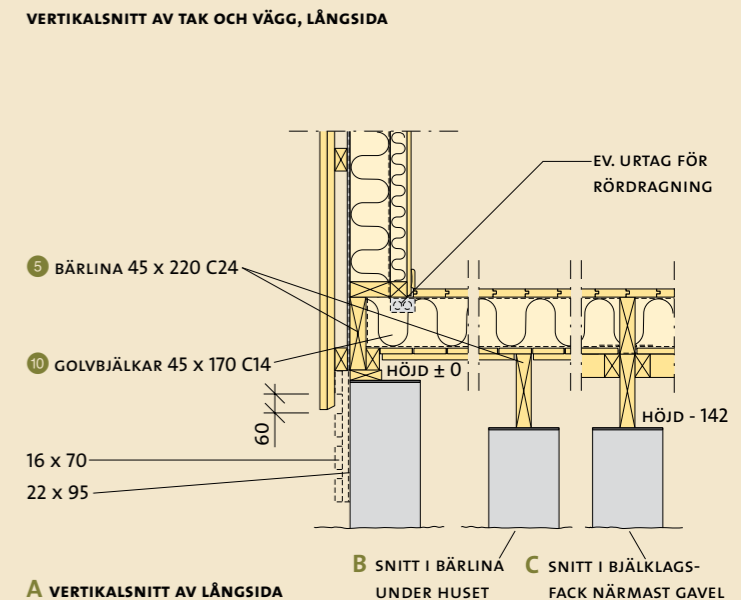 VERTIKALSNITT AV TAK OCH VÄGG, LÅNGSIDA
EV. URTAG FÖR
RÖRDRAGNING
5 BÄRLINA 45 x 220 C24
10 GOLVBJÄLKAR 45 x 170 C14
HÖJD ± 0
HÖJD - 142
60
16 x 70
22 x 95
B SNITT I BÄRLINA
UNDER HUSET
C SNITT I BJÄLKLAGS-
FACK NÄRMAST GAVEL
A VERTIKALSNITT AV LÅNGSIDA